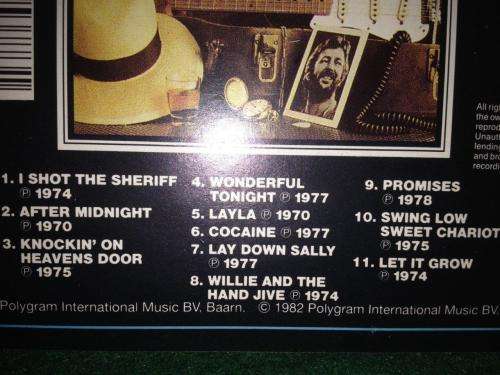 All rig
the ow
reprod
Unauth
lending
and bro
recordin
1. I SHOT THE SHERIFF
℗ 1974
2. AFTER MIDNIGHT
℗ 1970
3. KNOCKIN' ON
HEAVENS DOOR
℗ 1975
4. WONDERFUL
TONIGHT ℗ 1977
5. LAYLA ℗ 1970
6. COCAINE ℗ 1977
7. LAY DOWN SALLY
℗ 1977
8. WILLIE AND THE
HAND JIVE ℗ 1974
9. PROMISES
℗ 1978
10. SWING LOW
SWEET CHARIOT
℗ 1975
11. LET IT GROW
℗ 1974
Polygram International Music BV, Baarn. © 1982 Polygram International Music BV.